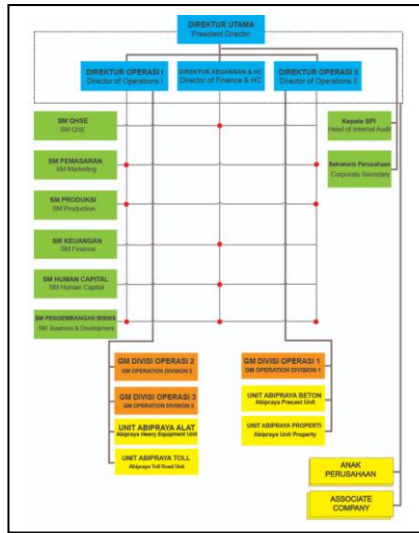 DIREKTUR UTAMA
President Director
DIREKTUR OPERASI I
Director of Operations I
DIREKTUR KEUANGAN & HC
Director of Finance & HC
DIREKTUR OPERASI II
Director of Operations II
SM QHSE
SM QSE
Kepala SPI
Head of Internal Audit
SM PEMASARAN
SM Marketing
Sekretaris Perusahaan
Corporate Secretary
SM PRODUKSI
SM Production
SM KEUANGAN
SM Finance
SM HUMAN CAPITAL
SM Human Capital
SM PENGEMBANGAN BISNIS
SM Business & Development
GM DIVISI OPERASI 2
GM OPERATION DIVISION 2
GM DIVISI OPERASI 1
GM OPERATION DIVISION 1
GM DIVISI OPERASI 3
GM OPERATION DIVISION 3
UNIT ABIPRAYA BETON
Abipraya Precast Unit
UNIT ABIPRAYA ALAT
Abipraya Heavy Equipment Unit
UNIT ABIPRAYA PROPERTI
Abipraya Unit Property
UNIT ABIPRAYA TOLL
Abipraya Toll Road Unit
ANAK
PERUSAHAAN
ASSOCIATE
COMPANY